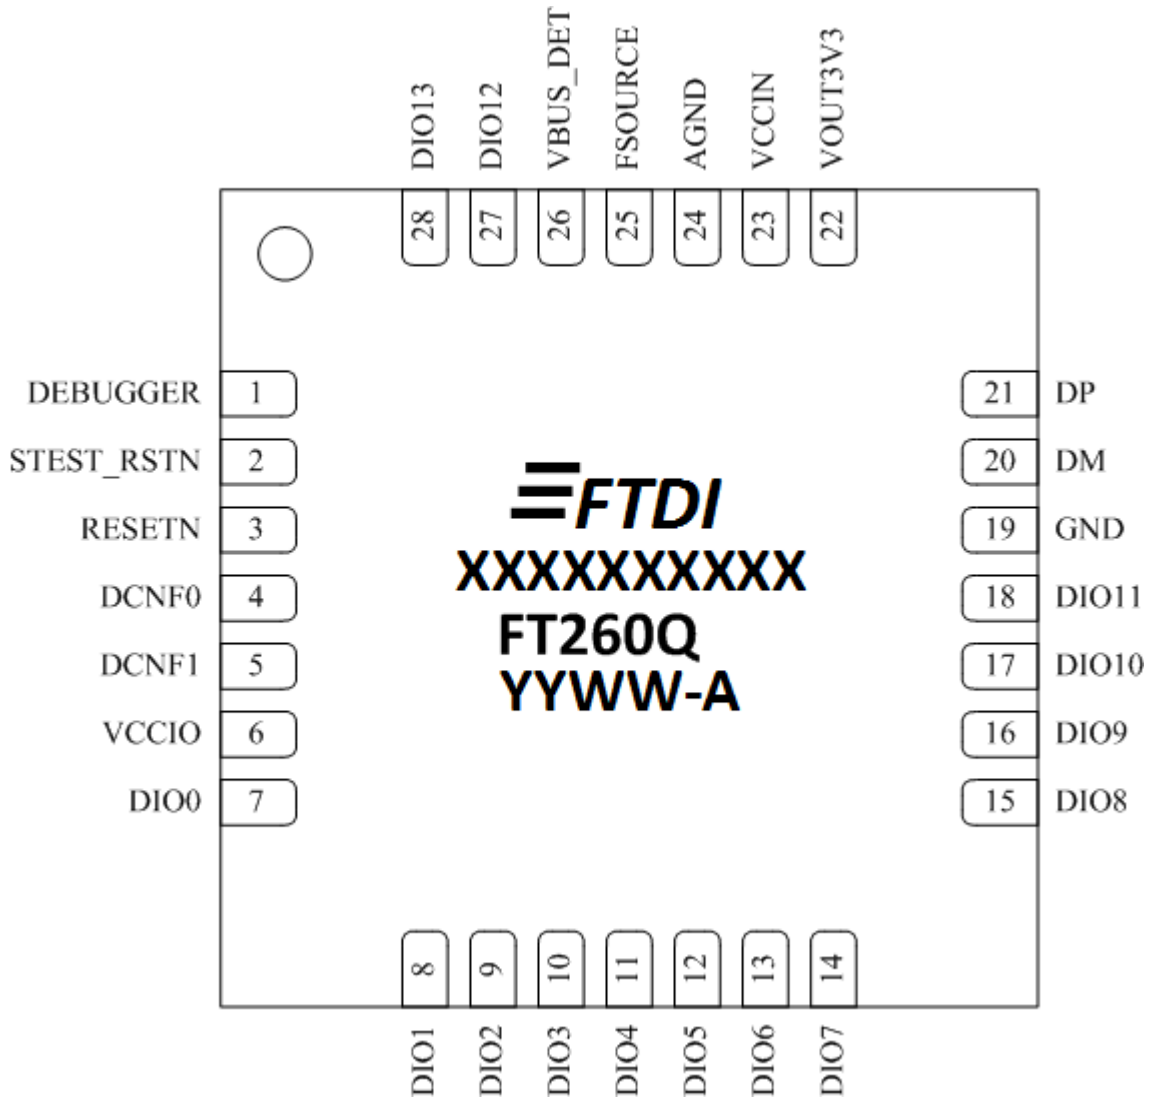 DIO13
DIO12
VBUS_DET
FSOURCE
AGND
VCCIN
VOUT3V3
28
27
26
25
24
23
22
DEBUGGER 1
STEST_RSTN 2
RESETN 3
DCNF0 4
DCNF1 5
VCCIO 6
DIO0 7
FTDI
XXXXXXXXXX
FT260Q
YYWW-A
21 DP
20 DM
19 GND
18 DIO11
17 DIO10
16 DIO9
15 DIO8
8
9
10
11
12
13
14
DIO1
DIO2
DIO3
DIO4
DIO5
DIO6
DIO7